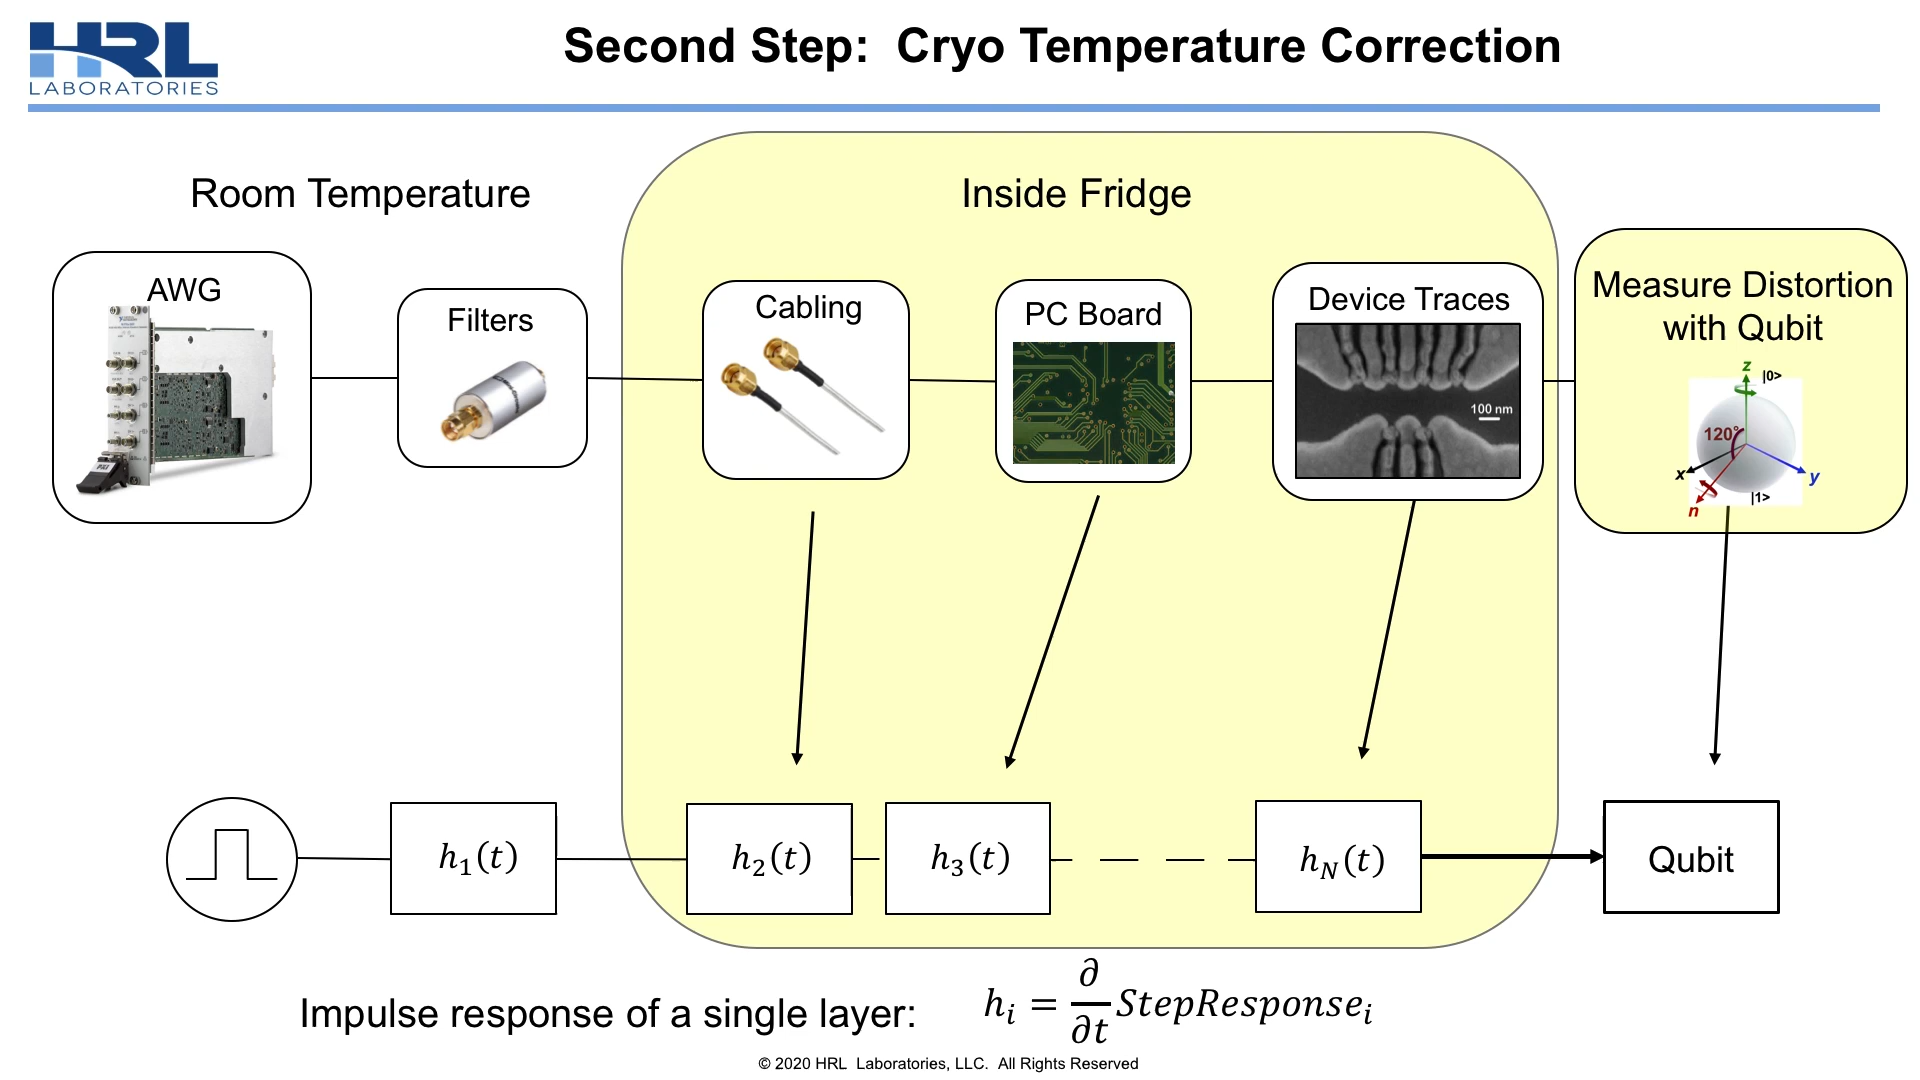 HRL
LABORATORIES
Second Step:  Cryo Temperature Correction
Room Temperature
Inside Fridge
AWG
Filters
Cabling
PC Board
Device Traces
100 nm
Measure Distortion
with Qubit
z
|0>
120°
x
y
n
|1>
h₁(t)
h₂(t)
h₃(t)
h_N(t)
Qubit
Impulse response of a single layer:
hᵢ = ∂/∂t StepResponseᵢ
© 2020 HRL  Laboratories, LLC.  All Rights Reserved